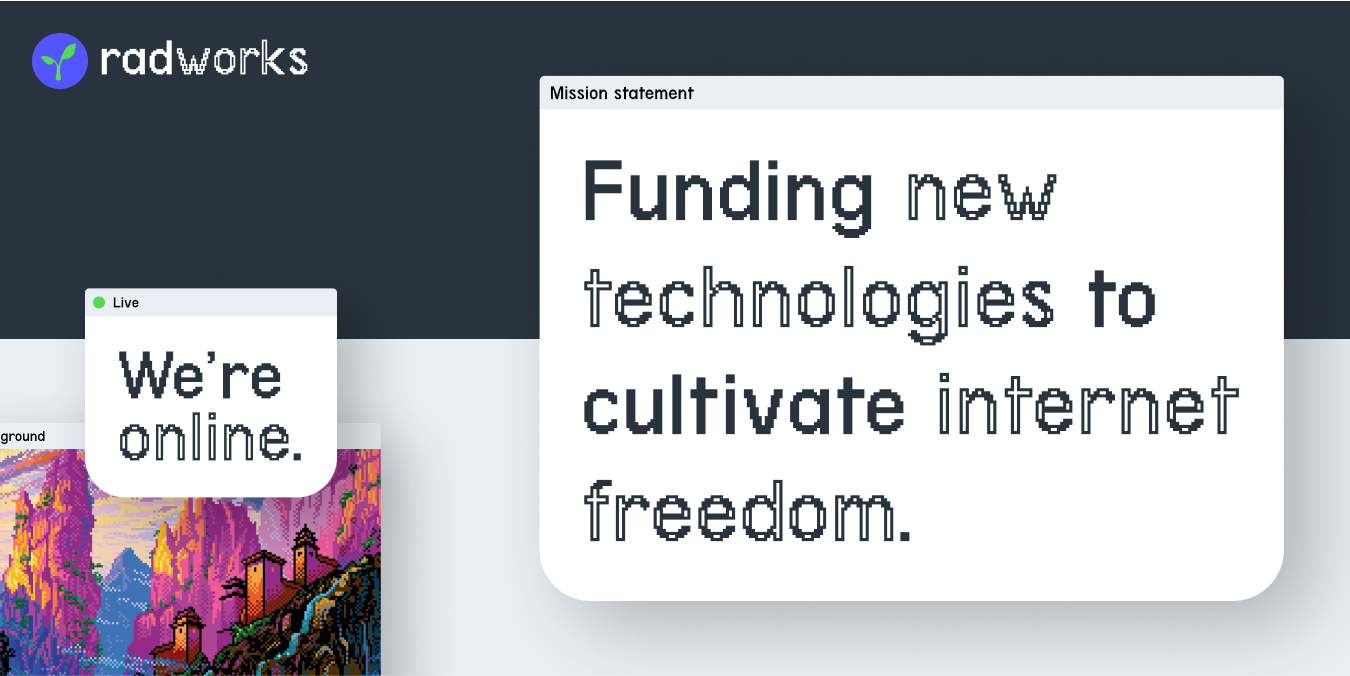 radworks
Mission statement
Funding new
technologies to
cultivate internet
freedom.
Live
We're
online.
ground